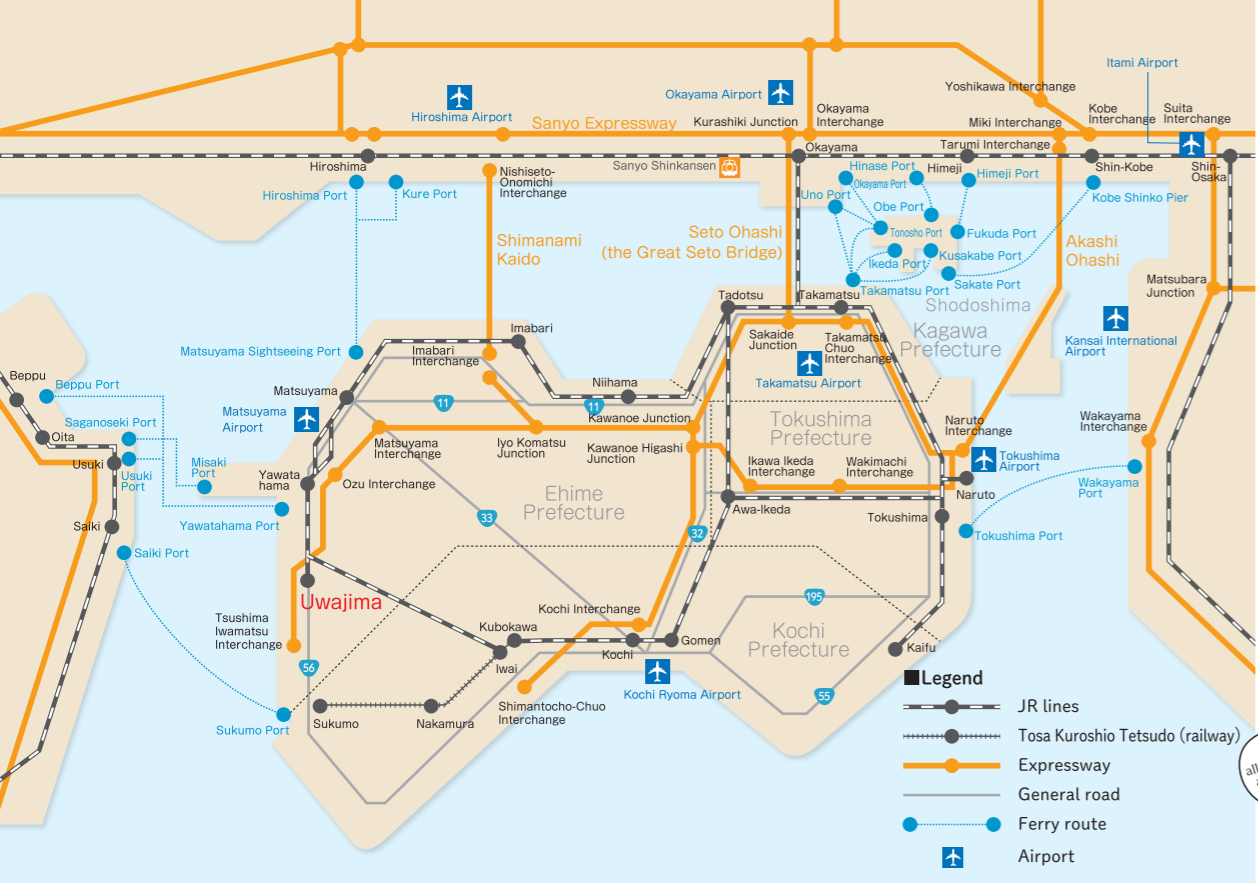 Itami Airport
Yoshikawa Interchange
Okayama Airport
Hiroshima Airport
Sanyo Expressway
Kurashiki Junction
Okayama
Interchange
Miki Interchange
Kobe
Interchange
Suita
Interchange
Tarumi Interchange
Okayama
Hiroshima
Sanyo Shinkansen
Himeji
Shin-Kobe
Shin-
Osaka
Hiroshima Port
Kure Port
Nishiseto-
Onomichi
Interchange
Hinase Port
Okayama Port
Himeji Port
Uno Port
Obe Port
Kobe Shinko Pier
Shimanami
Kaido
Seto Ohashi
(the Great Seto Bridge)
Tonosho Port
Fukuda Port
Ikeda Port
Kusakabe Port
Akashi
Ohashi
Takamatsu Port
Sakate Port
Matsubara
Junction
Shodoshima
Tadotsu
Takamatsu
Kagawa
Prefecture
Imabari
Sakaide
Junction
Takamatsu
Chuo
Interchange
Kansai International
Airport
Matsuyama Sightseeing Port
Imabari
Interchange
Takamatsu Airport
Beppu
Beppu Port
Matsuyama
Niihama
11
11
Matsuyama
Airport
Saganoseki Port
Kawanoe Junction
Tokushima
Prefecture
Naruto
Interchange
Wakayama
Interchange
Oita
Usuki
Usuki
Port
Misaki
Port
Yawata
hama
Matsuyama
Interchange
Iyo Komatsu
Junction
Kawanoe Higashi
Junction
Ikawa Ikeda
Interchange
Wakimachi
Interchange
Tokushima
Airport
Ozu Interchange
Naruto
Wakayama
Port
Ehime
Prefecture
Yawatahama Port
Awa-Ikeda
Tokushima
Saiki
33
32
Tokushima Port
Saiki Port
Uwajima
Tsushima
Iwamatsu
Interchange
Kochi Interchange
195
Kubokawa
Kochi
Gomen
Kochi
Prefecture
Kaifu
Iwai
56
Kochi Ryoma Airport
55
Sukumo Port
Sukumo
Nakamura
Shimantocho-Chuo
Interchange
■Legend
JR lines
Tosa Kuroshio Tetsudo (railway)
Expressway
General road
Ferry route
Airport